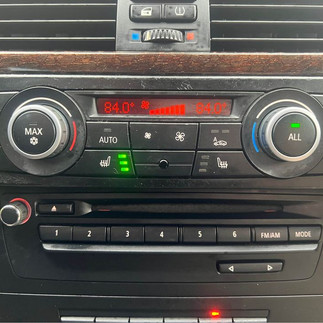 84.0° 84.0°
MAX
AUTO
ALL
1 2 3 4 5 6 FM/AM MODE